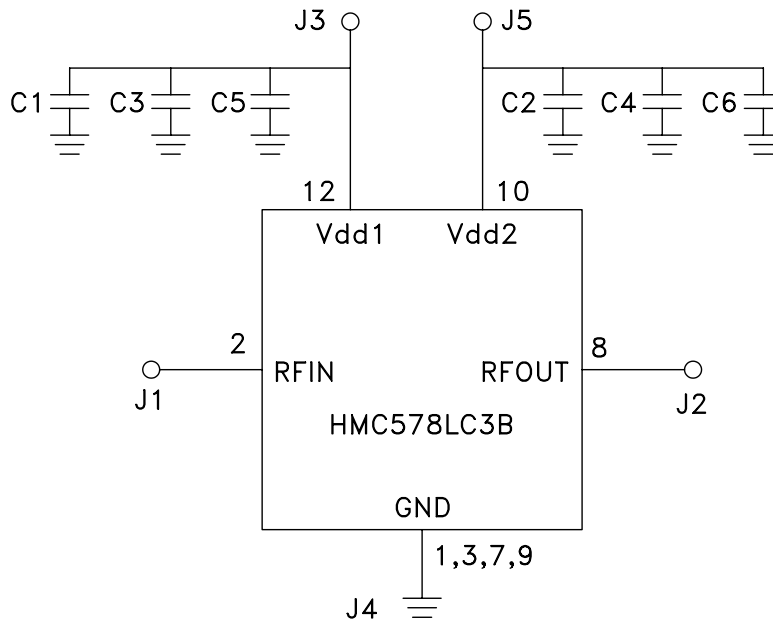 J3
J5
C1
C3
C5
C2
C4
C6
12
10
Vdd1
Vdd2
2
RFIN
RFOUT
8
J1
J2
HMC578LC3B
GND
1,3,7,9
J4